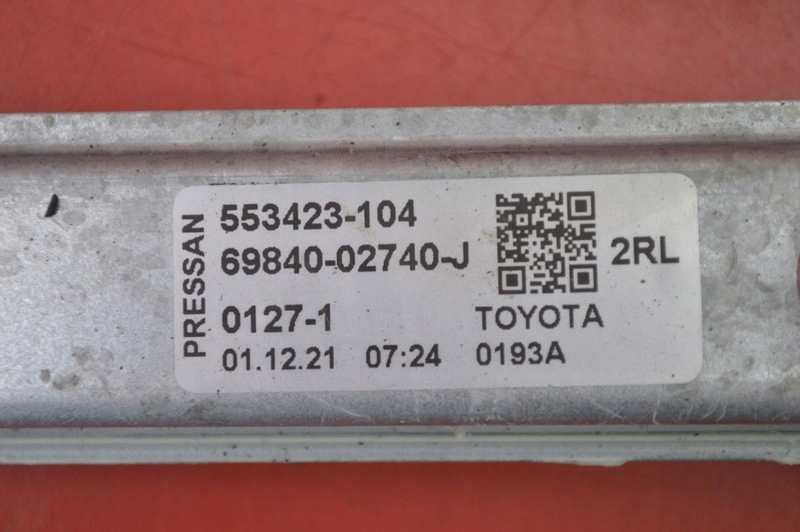 PRESSAN
553423-104
69840-02740-J
2RL
0127-1
TOYOTA
01.12.21 07:24 0193A